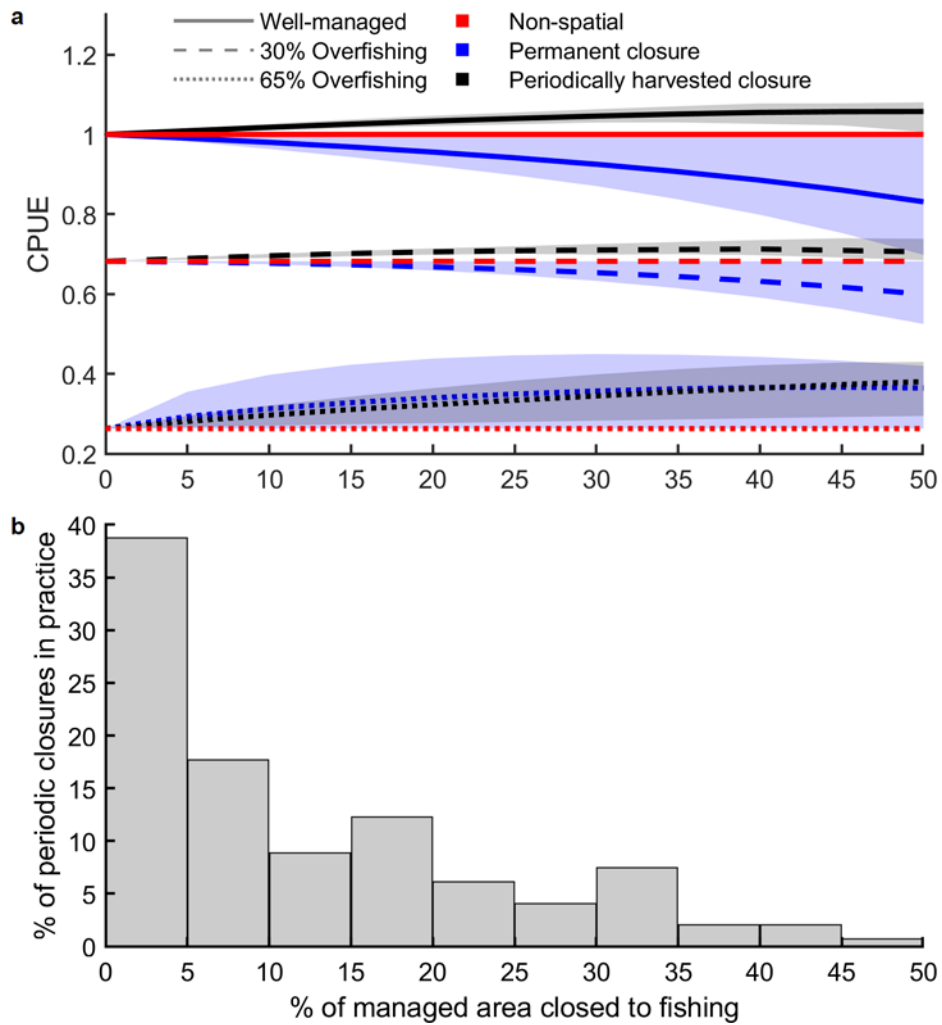 a
Well-managed Non-spatial
30% Overfishing Permanent closure
65% Overfishing Periodically harvested closure
1.2
1
0.8
0.6
0.4
0.2
CPUE
0 5 10 15 20 25 30 35 40 45 50
b
40
35
30
25
20
15
10
5
0
% of periodic closures in practice
0 5 10 15 20 25 30 35 40 45 50
% of managed area closed to fishing